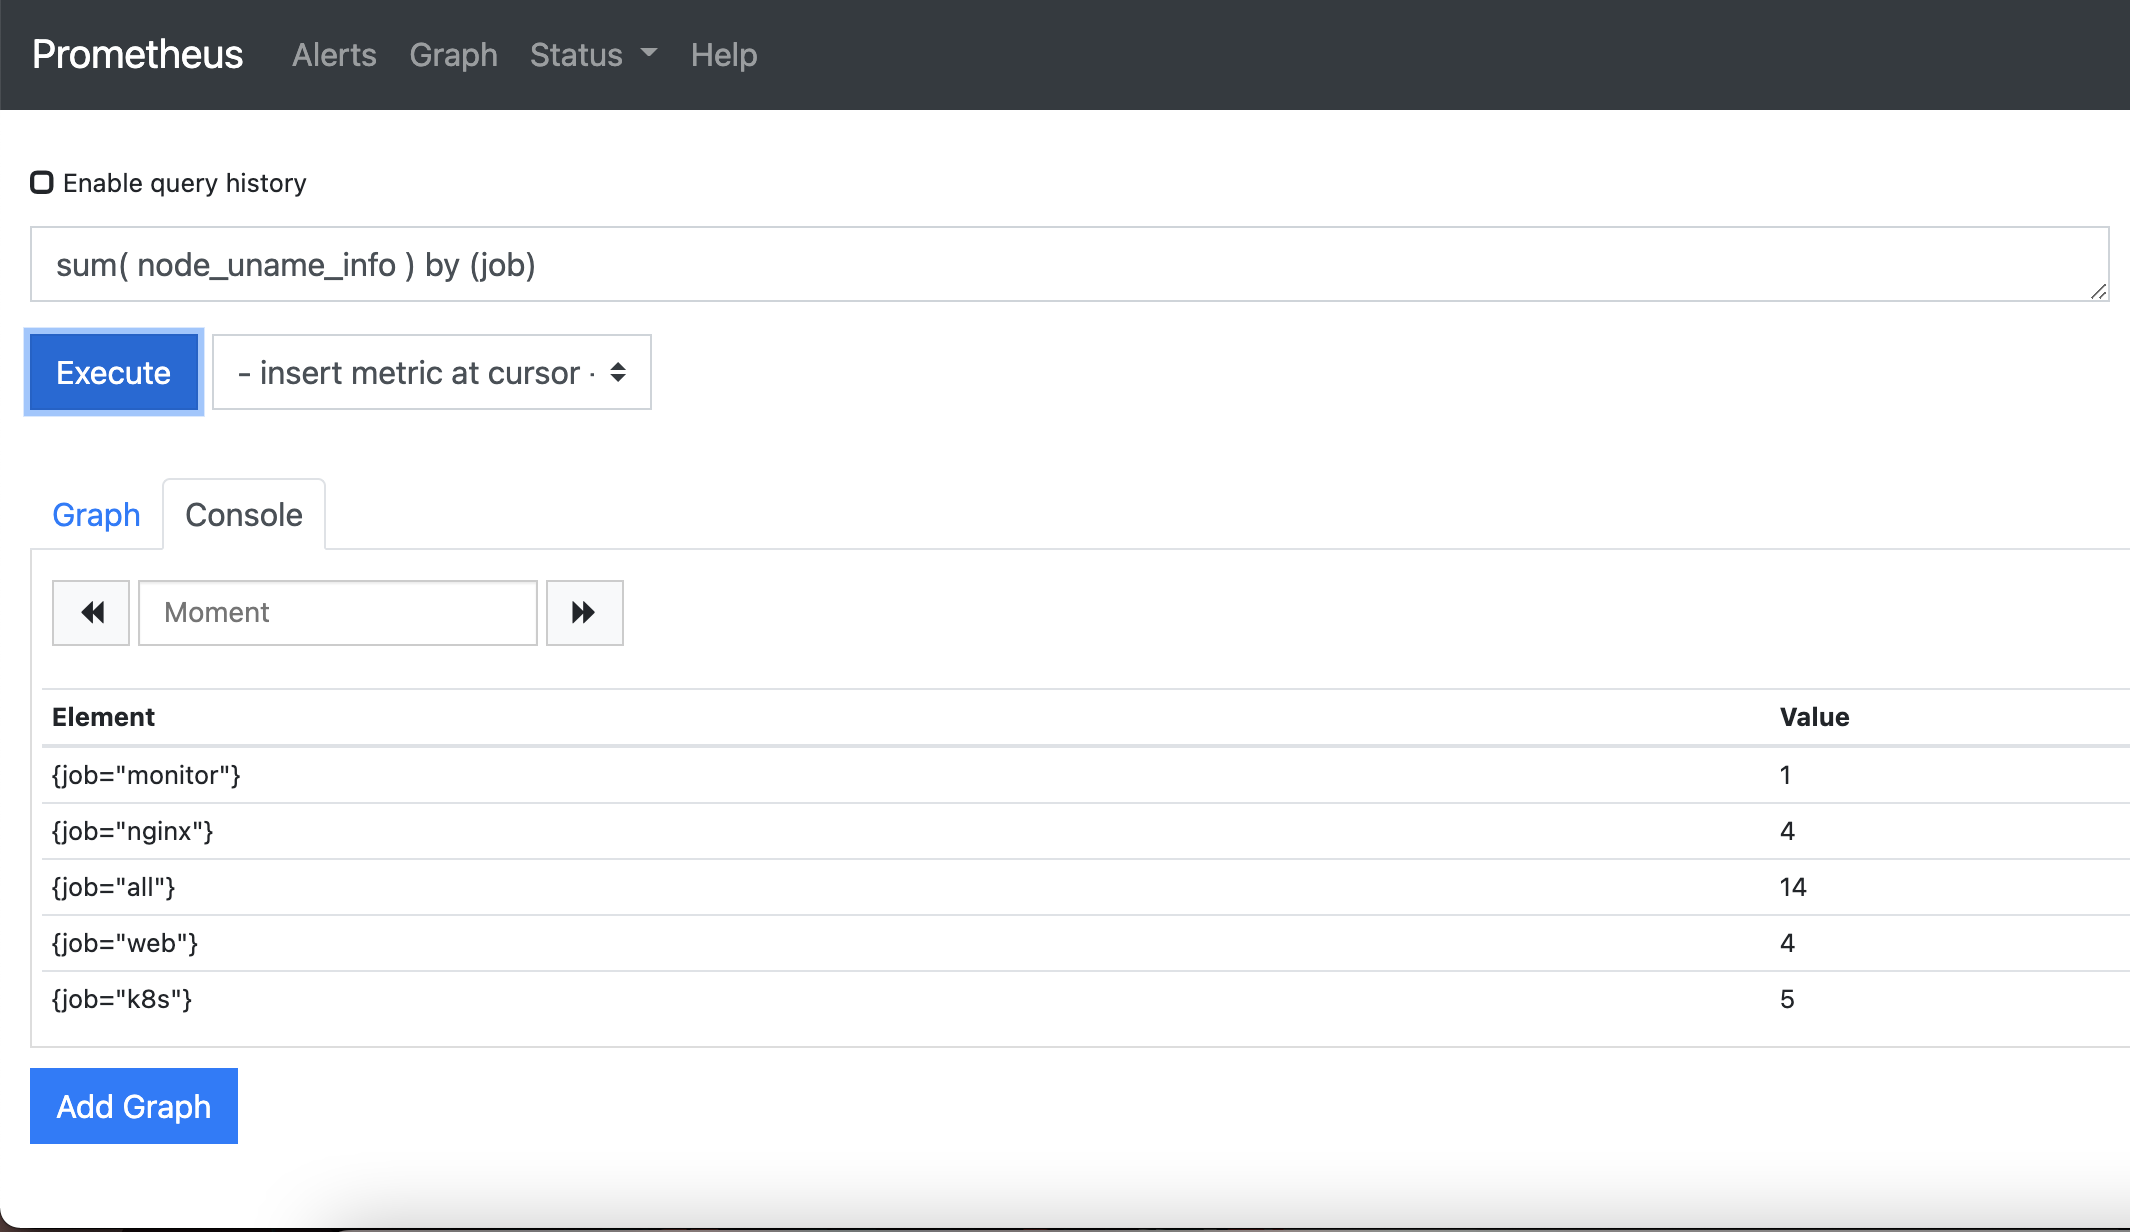 Prometheus Alerts Graph Status Help
Enable query history
sum( node_uname_info ) by (job)
Execute - insert metric at cursor -
Graph Console
Moment
Element Value
{job="monitor"} 1
{job="nginx"} 4
{job="all"} 14
{job="web"} 4
{job="k8s"} 5
Add Graph